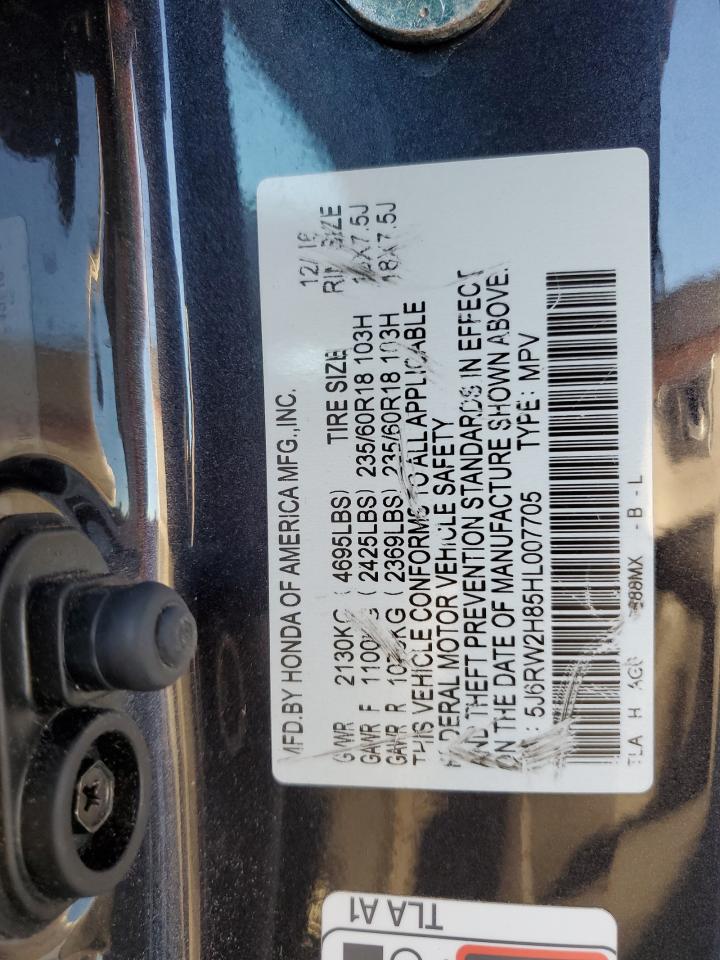 MFD.BY HONDA OF AMERICA MFG.,INC. 12/16
GVWR 2130KG (4695LBS) TIRE SIZE RIM SIZE
GAWR F 1100KG (2425LBS) 235/60R18 103H 18X7.5J
GAWR R 1075KG (2369LBS) 235/60R18 103H 18X7.5J
THIS VEHICLE CONFORMS TO ALL APPLICABLE
FEDERAL MOTOR VEHICLE SAFETY
AND THEFT PREVENTION STANDARDS IN EFFECT
ON THE DATE OF MANUFACTURE SHOWN ABOVE.
: 5J6RW2H85HL007705 TYPE: MPV
TLA H B - L
TLA A1